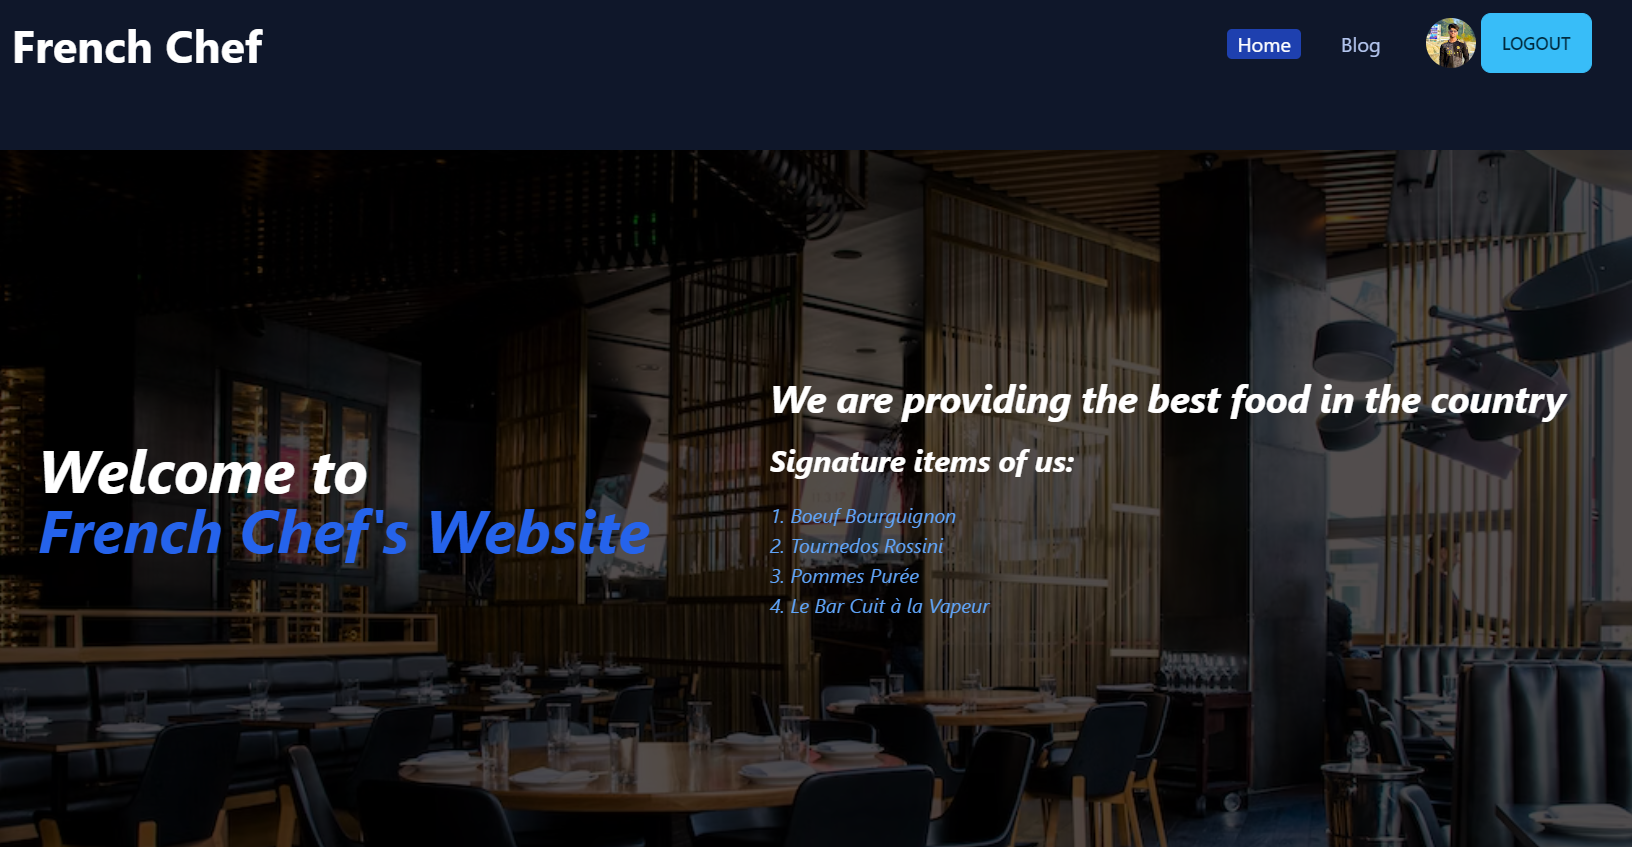 French Chef
Home
Blog
LOGOUT
Welcome to
French Chef's Website
We are providing the best food in the country
Signature items of us:
1. Boeuf Bourguignon
2. Tournedos Rossini
3. Pommes Purée
4. Le Bar Cuit à la Vapeur